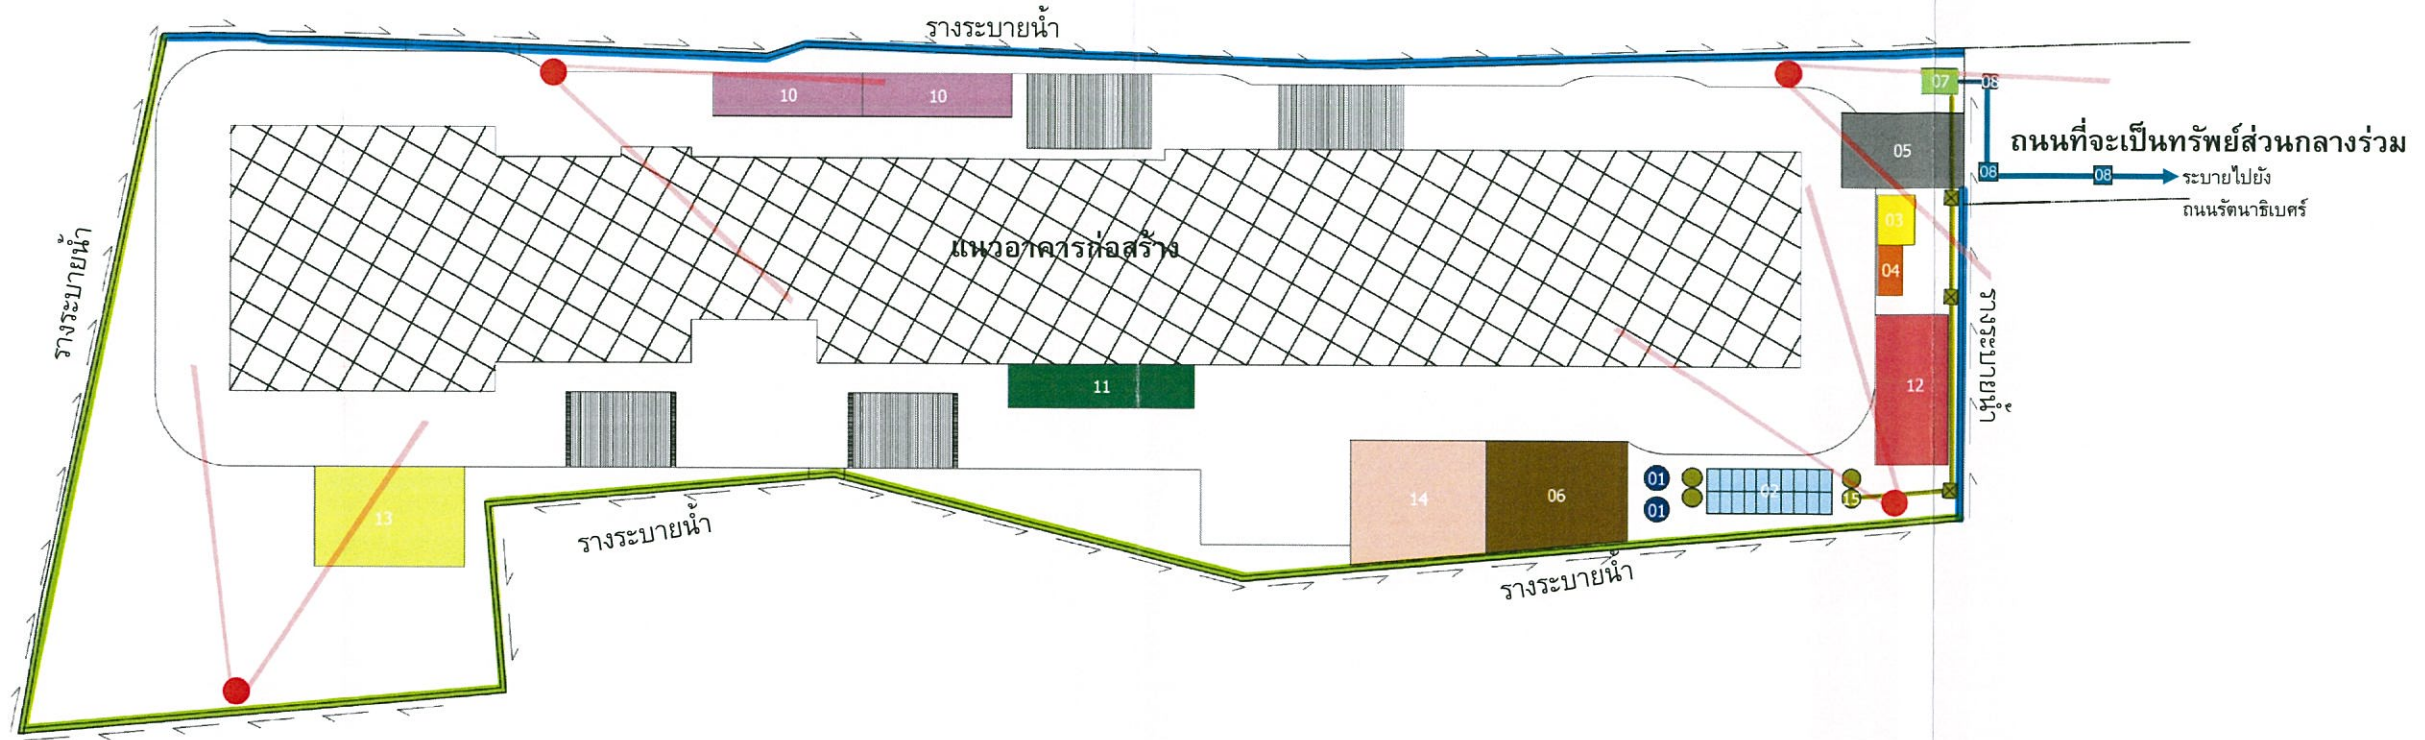 รางระบายน้ำ
10
10
07
08
05
ถนนที่จะเป็นทรัพย์ส่วนกลางร่วม
08
08
ระบายไปยัง
ถนนรัตนาธิเบศร์
03
04
แนวอาคารก่อสร้าง
รางระบายน้ำ
รางระบายน้ำ
11
12
13
14
06
01
01
02
15
รางระบายน้ำ
รางระบายน้ำ